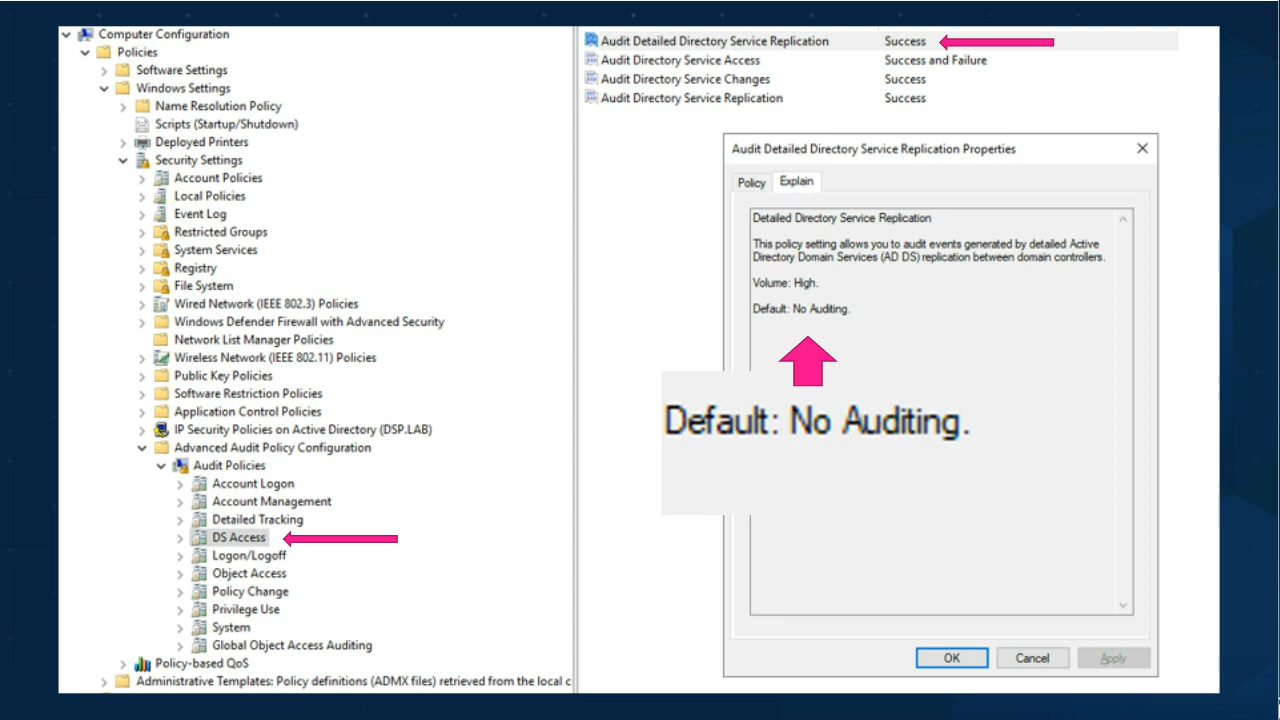 Computer Configuration
Policies
Software Settings
Windows Settings
Name Resolution Policy
Scripts (Startup/Shutdown)
Deployed Printers
Security Settings
Account Policies
Local Policies
Event Log
Restricted Groups
System Services
Registry
File System
Wired Network (IEEE 802.3) Policies
Windows Defender Firewall with Advanced Security
Network List Manager Policies
Wireless Network (IEEE 802.11) Policies
Public Key Policies
Software Restriction Policies
Application Control Policies
IP Security Policies on Active Directory (DSP.LAB)
Advanced Audit Policy Configuration
Audit Policies
Account Logon
Account Management
Detailed Tracking
DS Access
Logon/Logoff
Object Access
Policy Change
Privilege Use
System
Global Object Access Auditing
Policy-based QoS
Administrative Templates: Policy definitions (ADMX files) retrieved from the local c
Audit Detailed Directory Service Replication Success
Audit Directory Service Access Success and Failure
Audit Directory Service Changes Success
Audit Directory Service Replication Success
Audit Detailed Directory Service Replication Properties
Policy Explain
Detailed Directory Service Replication
This policy setting allows you to audit events generated by detailed Active
Directory Domain Services (AD DS) replication between domain controllers.
Volume: High.
Default: No Auditing.
Default: No Auditing.
OK Cancel Apply